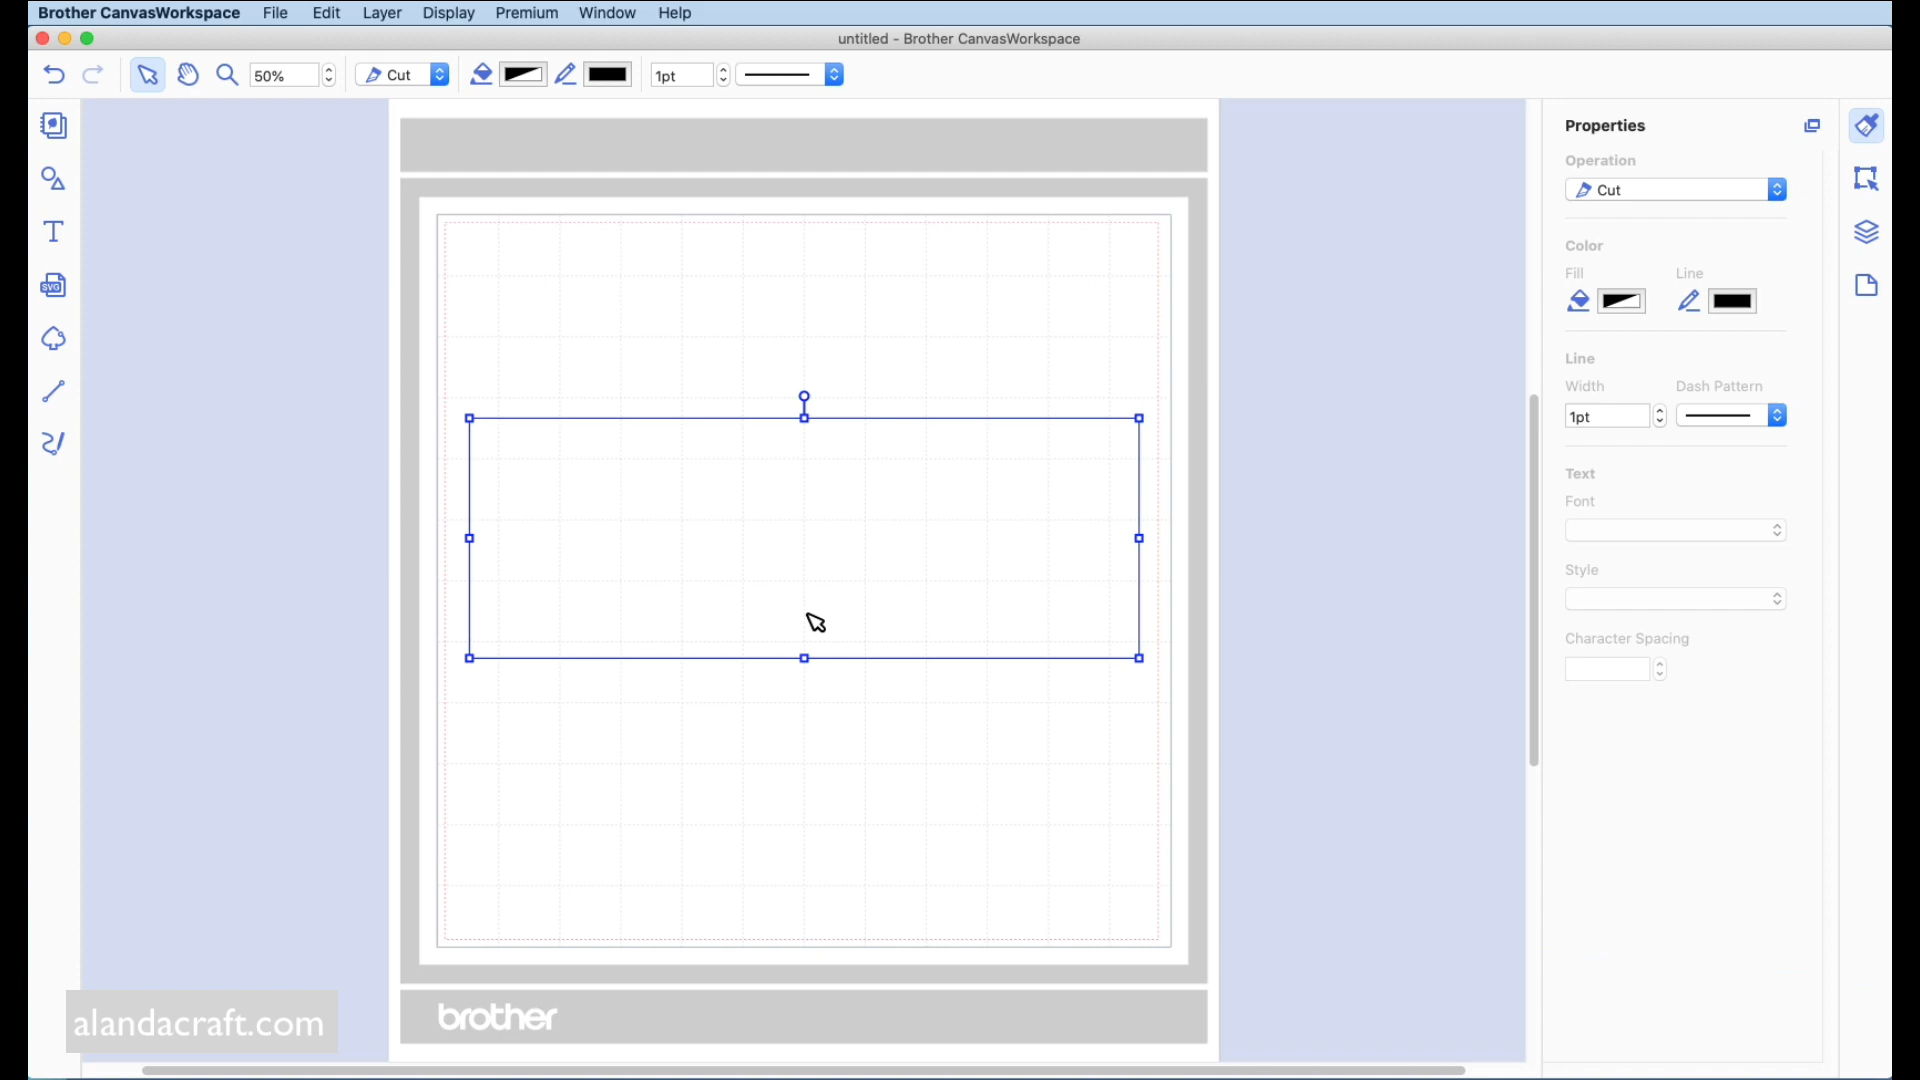 Brother CanvasWorkspace File Edit Layer Display Premium Window Help
untitled - Brother CanvasWorkspace
50% Cut 1pt
Properties
Operation
Cut
Color
Fill Line
Line
Width Dash Pattern
1pt
Text
Font
Style
Character Spacing
T
SVG
brother
alandacraft.com